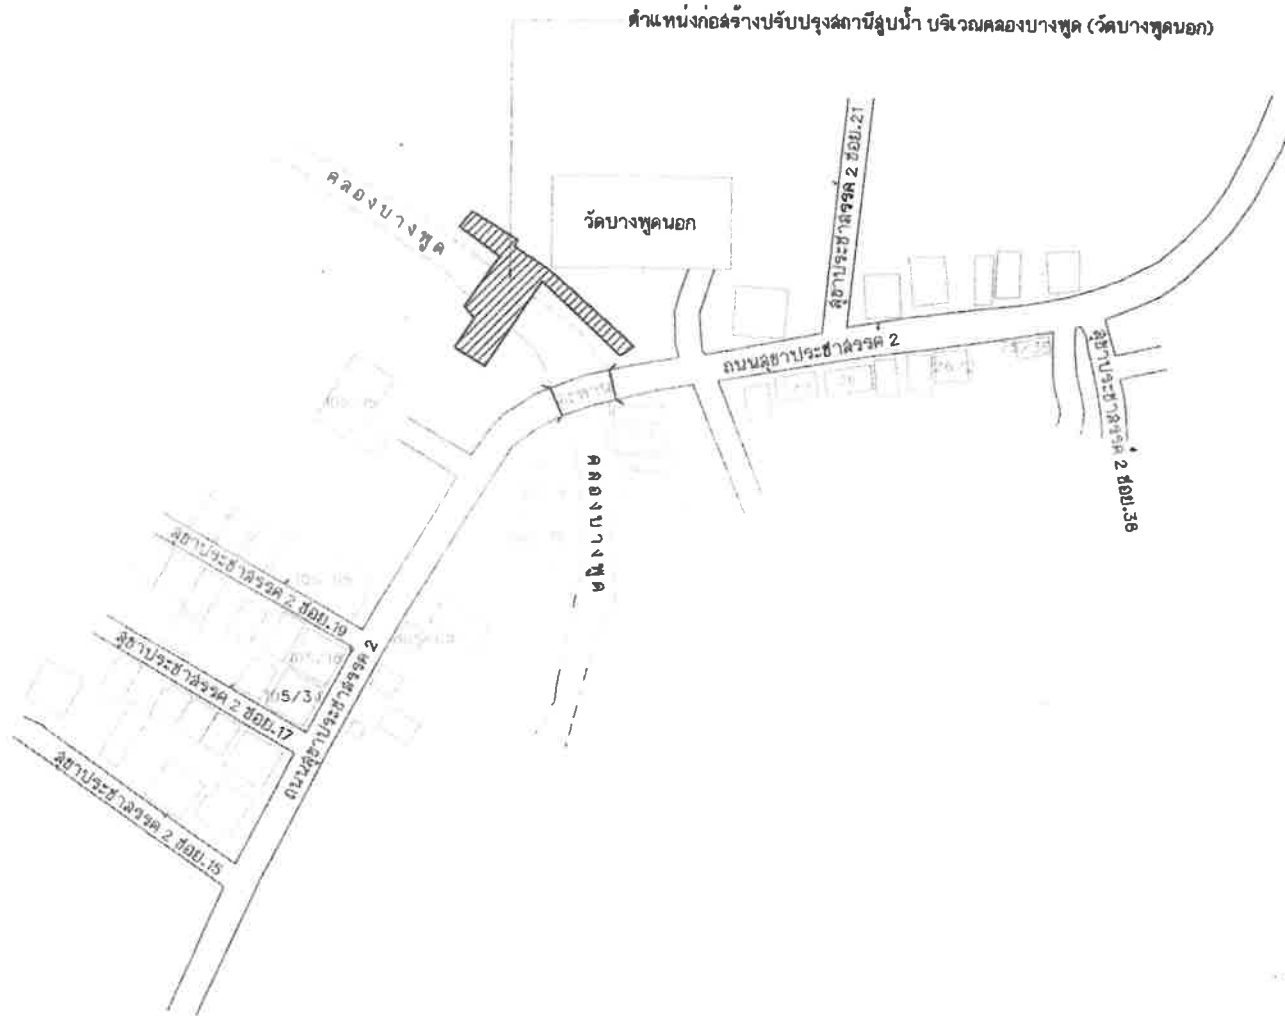 ตำแหน่งก่อสร้างปรับปรุงสถานีสูบน้ำ บริเวณคลองบางพูด (วัดบางพูดนอก)
สุขาประชาสรรค์ 2 ซอย.21
คลองบางพูด
วัดบางพูดนอก
ถนนสุขาประชาสรรค์ 2
สุขาประชาสรรค์ 2 ซอย.38
สะพาน
คลองบางพูด
สุขาประชาสรรค 2 ซอย.19
สุขาประชาสรรค 2 ซอย.17
ถนนสุขาประชาสรรค์ 2
สุขาประชาสรรค 2 ซอย.15